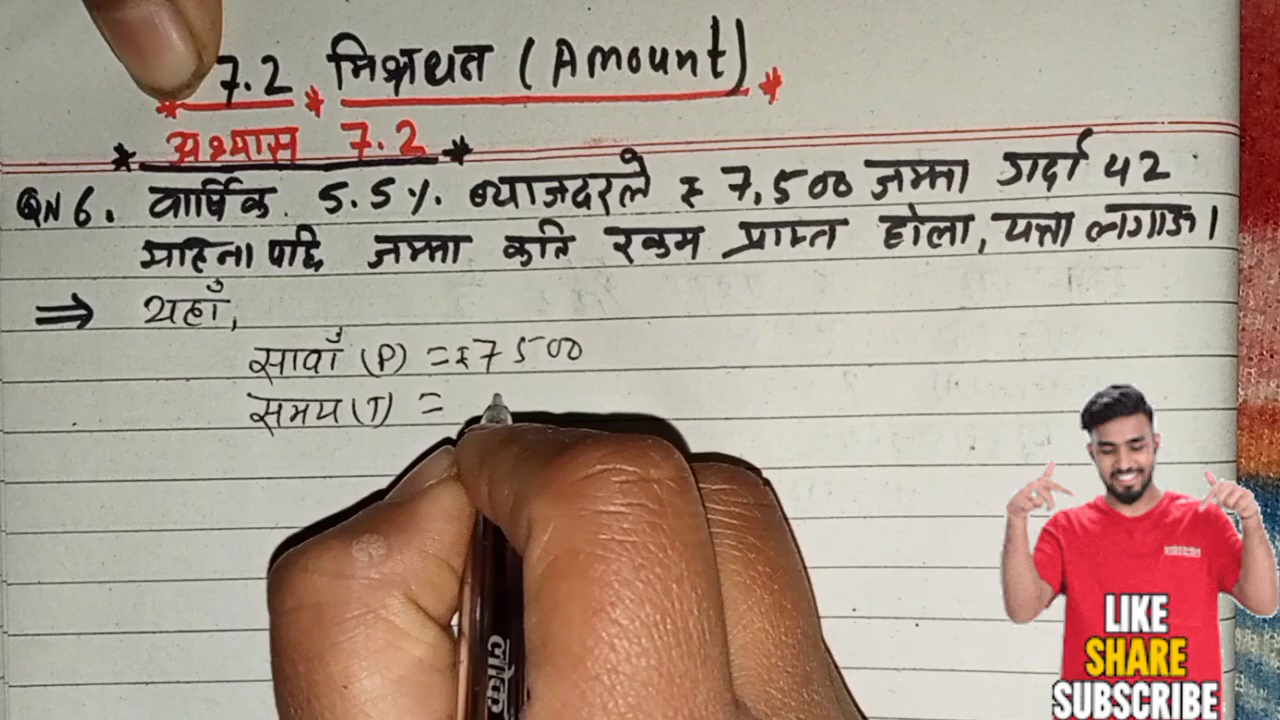 7.2 मिश्रधन (Amount)
अभ्यास 7.2
QN 6. वार्षिक 5.5%. ब्याजदरले रु 7,500 जम्मा गर्दा 42
महिना पछि जम्मा कति रकम प्राप्त होला, पत्ता लगाऊ।
⇒ यहाँ,
सावाँ (P) = रु7500
समय (T) =
लोक
LIKE
SHARE
SUBSCRIBE